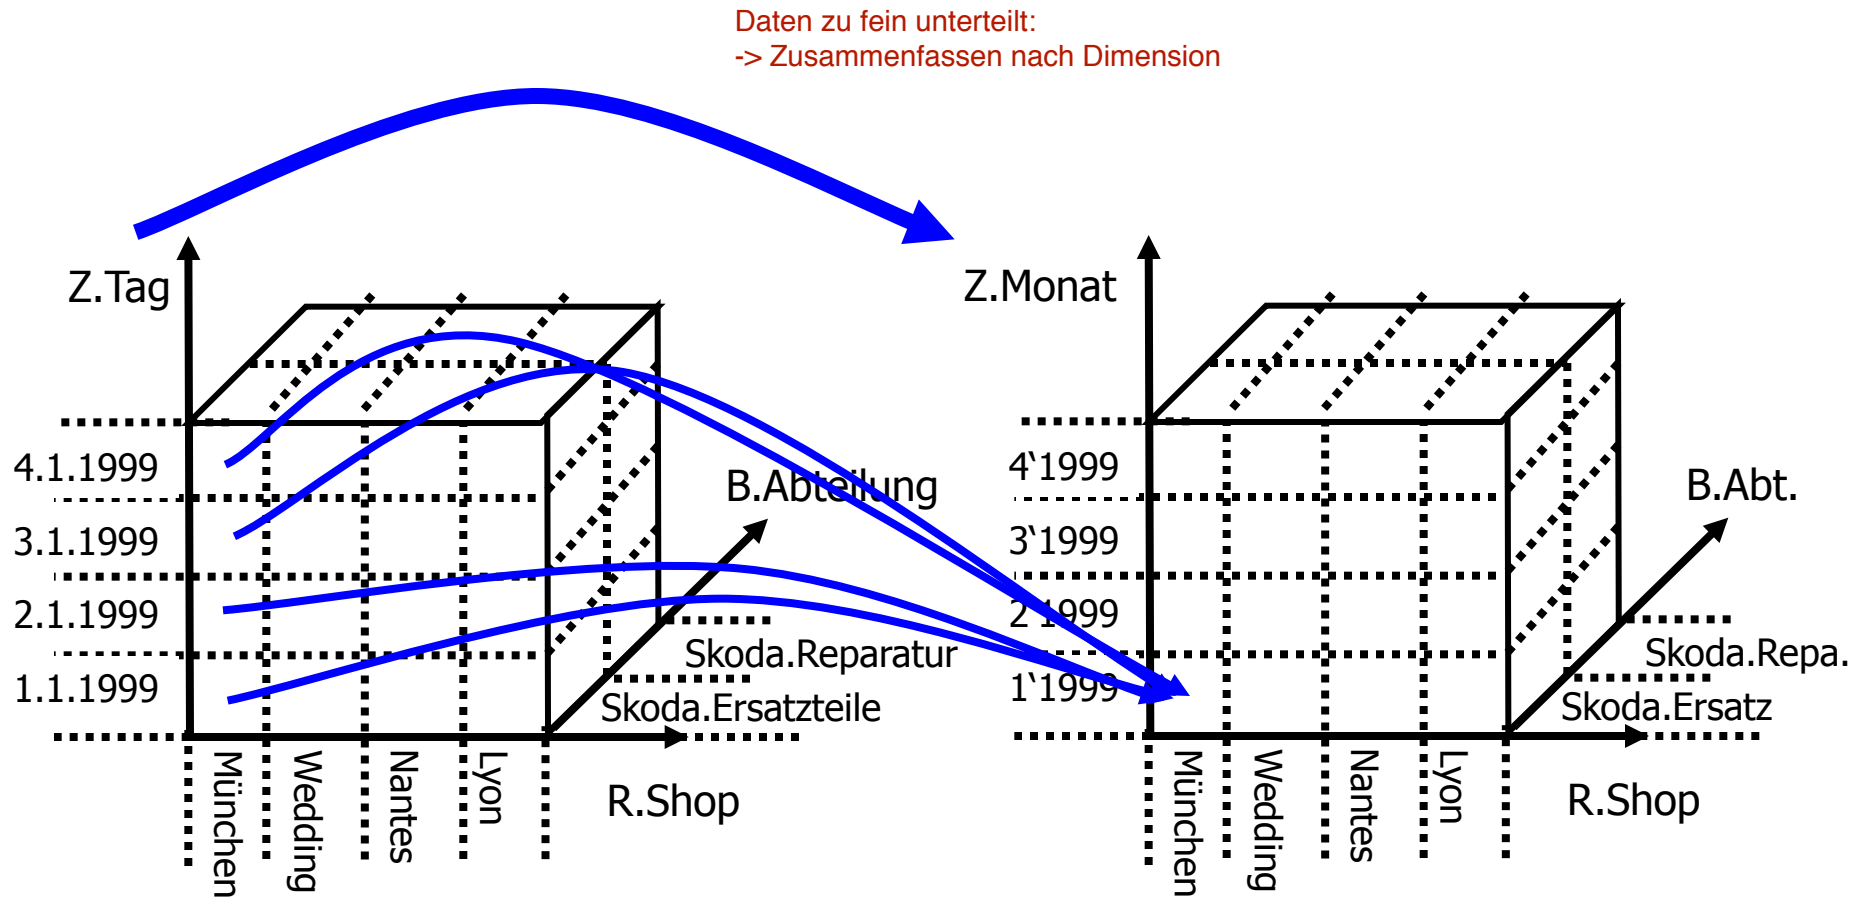 Daten zu fein unterteilt:
-> Zusammenfassen nach Dimension
Z.Tag
4.1.1999
3.1.1999
2.1.1999
1.1.1999
B.Abteilung
Skoda.Reparatur
Skoda.Ersatzteile
München
Wedding
Nantes
Lyon
R.Shop
Z.Monat
4‘1999
3‘1999
2‘1999
1‘1999
B.Abt.
Skoda.Repa.
Skoda.Ersatz
München
Wedding
Nantes
Lyon
R.Shop